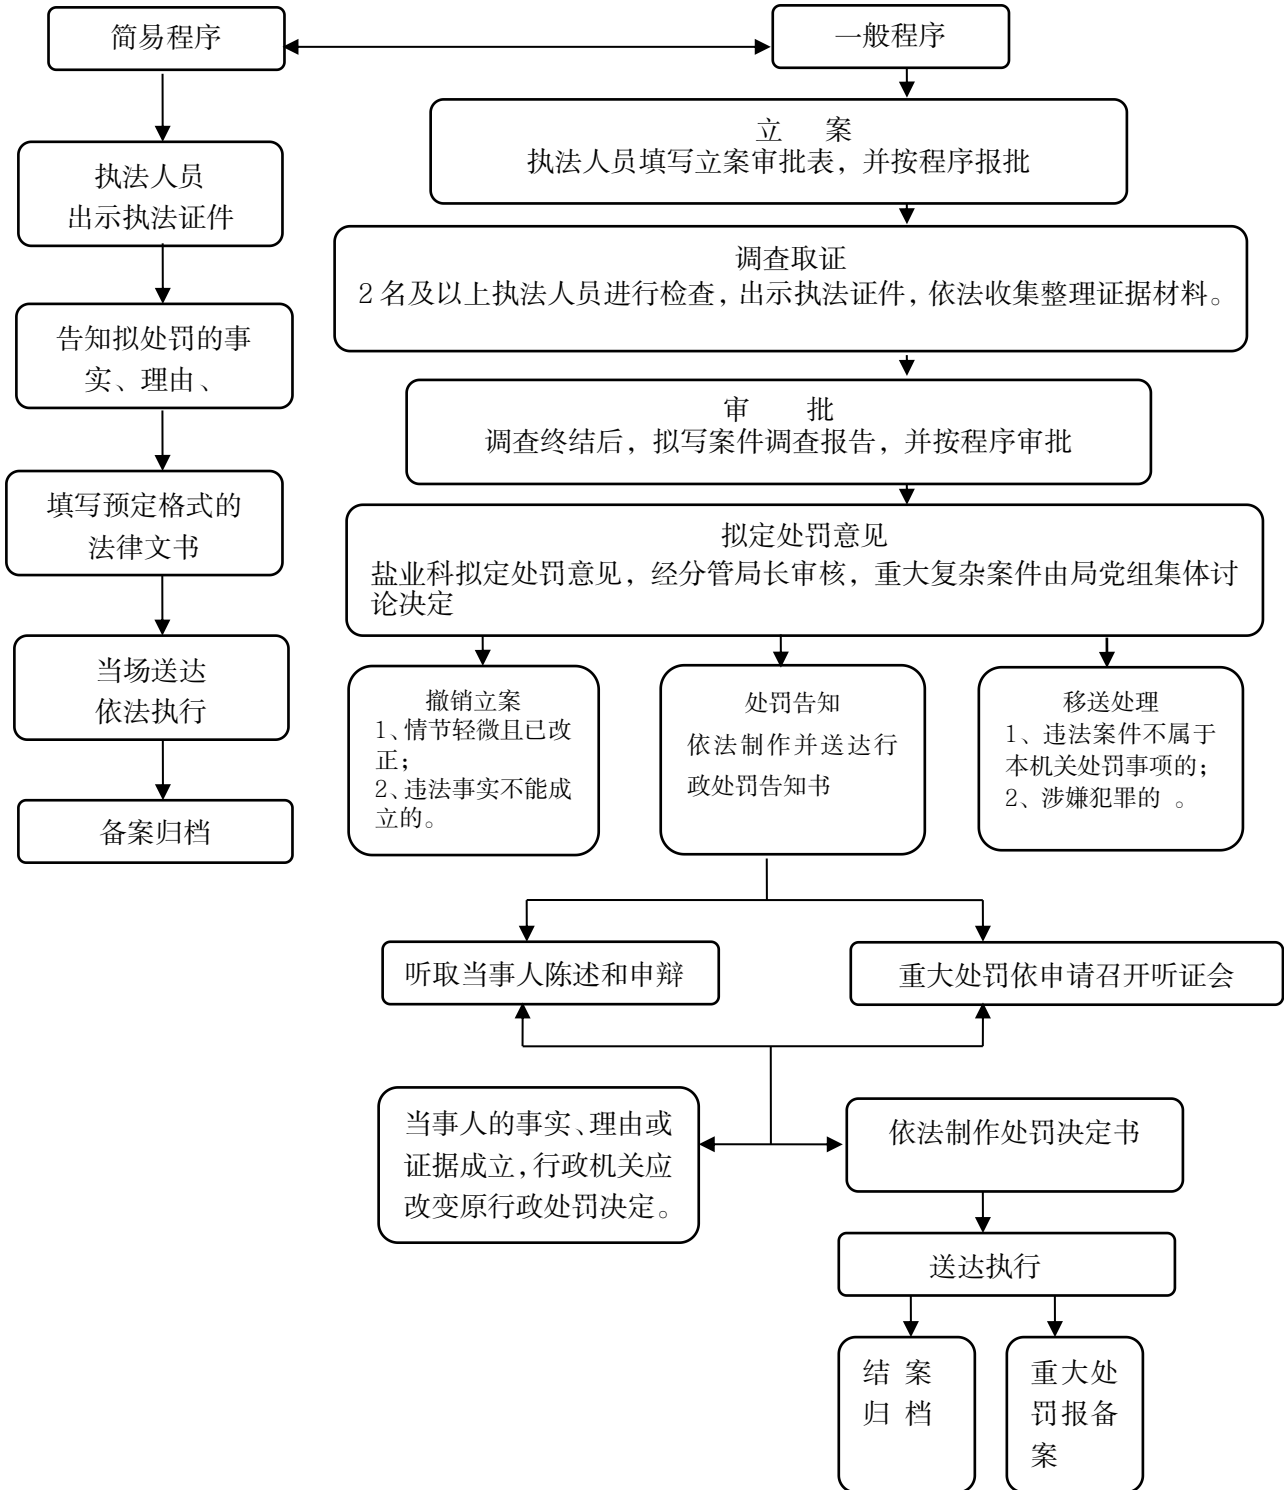 简易程序
执法人员
出示执法证件
告知拟处罚的事
实、理由、
填写预定格式的
法律文书
当场送达
依法执行
备案归档
一般程序
立 案
执法人员填写立案审批表，并按程序报批
调查取证
2名及以上执法人员进行检查，出示执法证件，依法收集整理证据材料。
审 批
调查终结后，拟写案件调查报告，并按程序审批
拟定处罚意见
盐业科拟定处罚意见，经分管局长审核，重大复杂案件由局党组集体讨
论决定
撤销立案
1、情节轻微且已改
正；
2、违法事实不能成
立的。
处罚告知
依法制作并送达行
政处罚告知书
移送处理
1、违法案件不属于
本机关处罚事项的；
2、涉嫌犯罪的 。
听取当事人陈述和申辩
重大处罚依申请召开听证会
当事人的事实、理由或
证据成立，行政机关应
改变原行政处罚决定。
依法制作处罚决定书
送达执行
结 案
归 档
重大处
罚报备
案